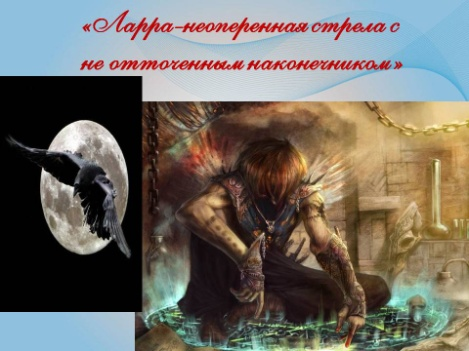 «Ларра-неоперенная стрела с
не отточенным наконечником»